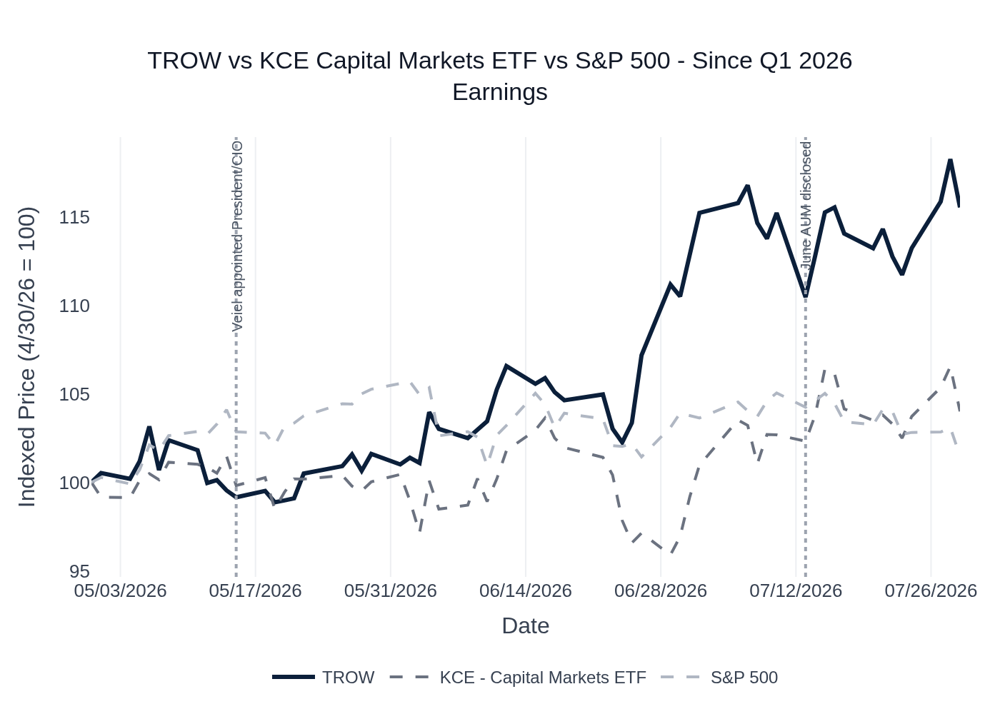 TROW vs KCE Capital Markets ETF vs S&P 500 - Since Q1 2026
Earnings
Veiel appointed President/CIO
June AUM disclosed
Indexed Price (4/30/26 = 100)
115
110
105
100
95
05/03/2026
05/17/2026
05/31/2026
06/14/2026
06/28/2026
07/12/2026
07/26/2026
Date
TROW
KCE - Capital Markets ETF
S&P 500